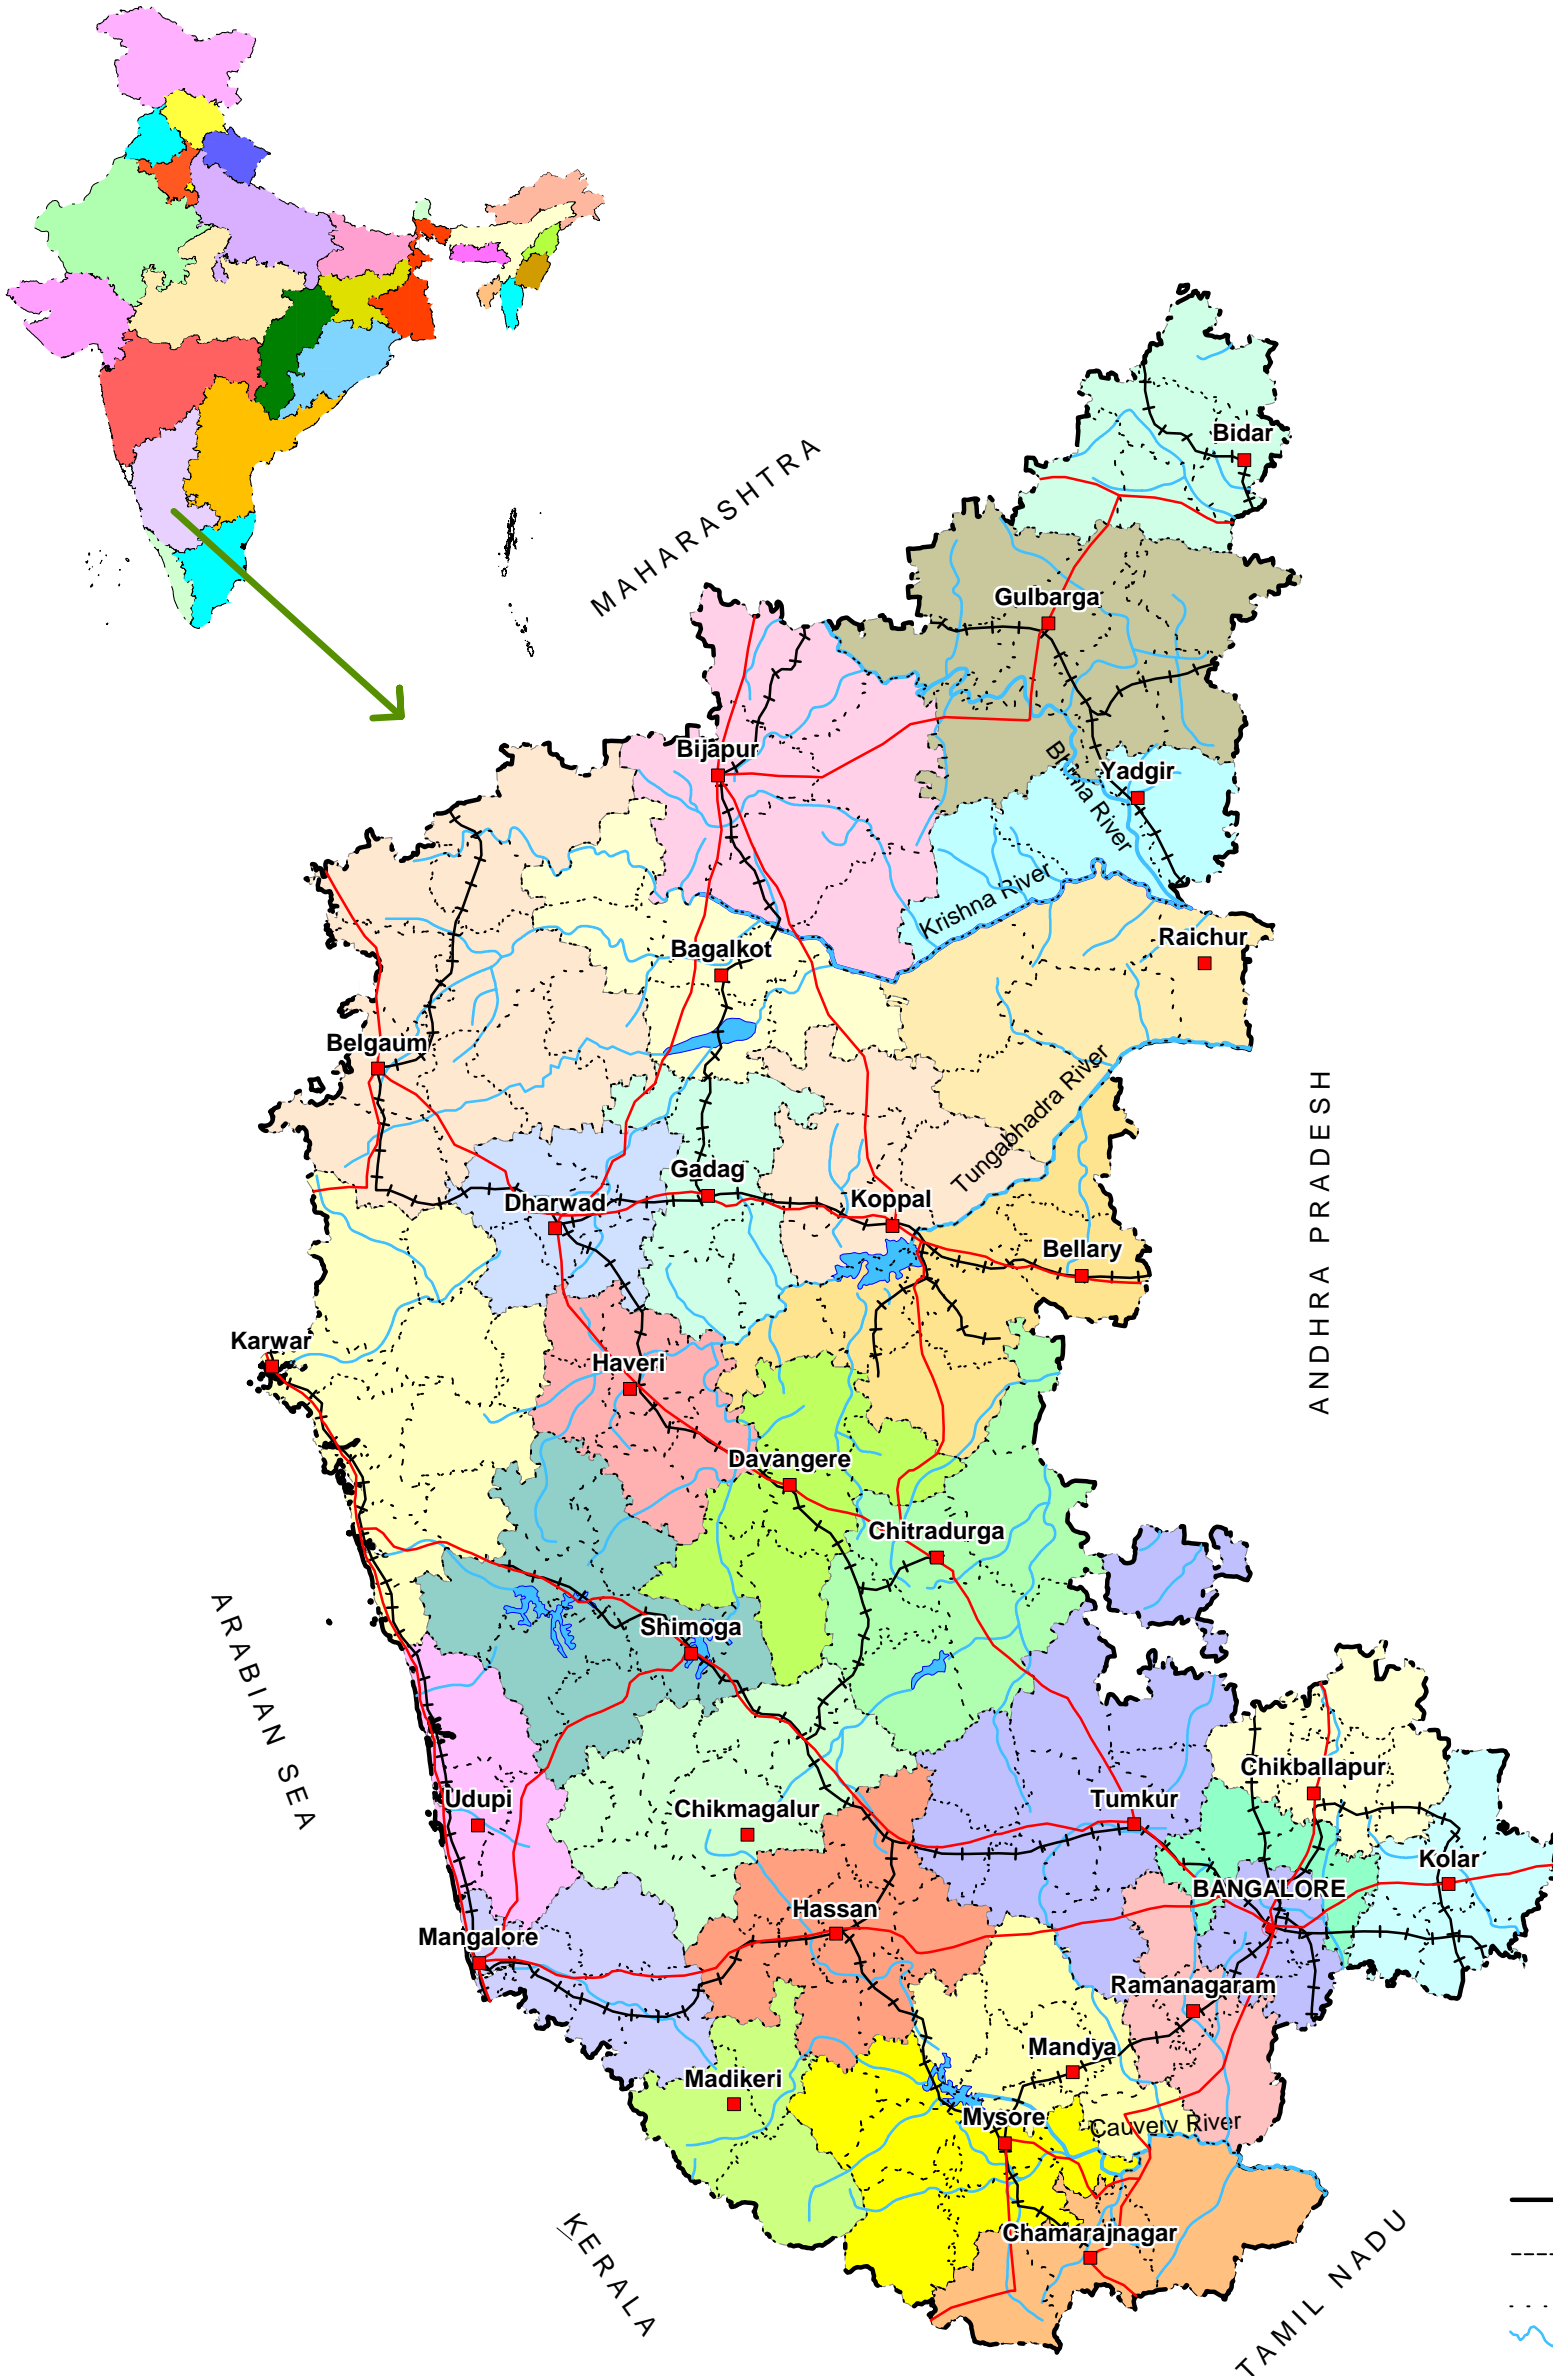 Bidar
MAHARASHTRA
Gulbarga
Bijapur
Yadgir
Bhima River
Krishna River
Raichur
Bagalkot
Belgaum
Tungabhadra River
ANDHRA PRADESH
Gadag
Dharwad
Koppal
Bellary
Karwar
Haveri
Davangere
Chitradurga
ARABIAN SEA
Shimoga
Udupi
Chikmagalur
Tumkur
Chikballapur
Kolar
BANGALORE
Hassan
Mangalore
Ramanagaram
Mandya
Madikeri
Mysore
Cauvery River
Chamarajnagar
KERALA
TAMIL NADU